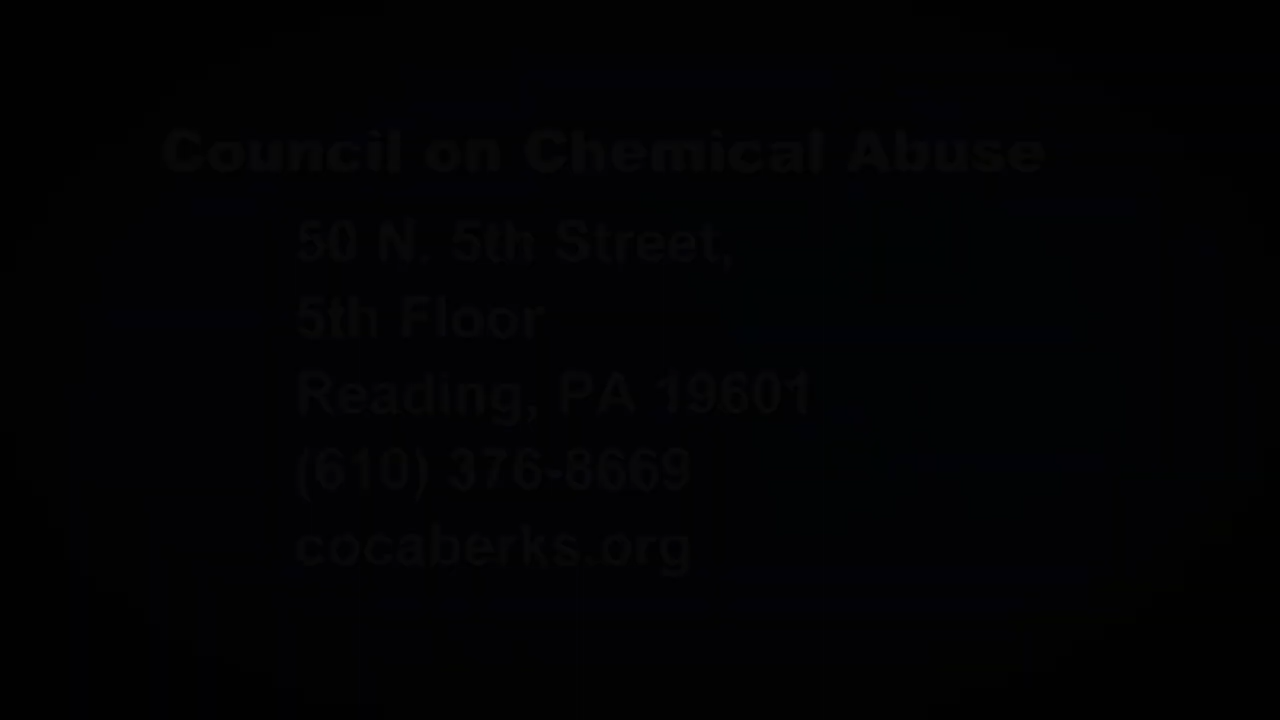 Council on Chemical Abuse
50 N. 5th Street,
5th Floor
Reading, PA 19601
(610) 376-8669
cocaberks.org